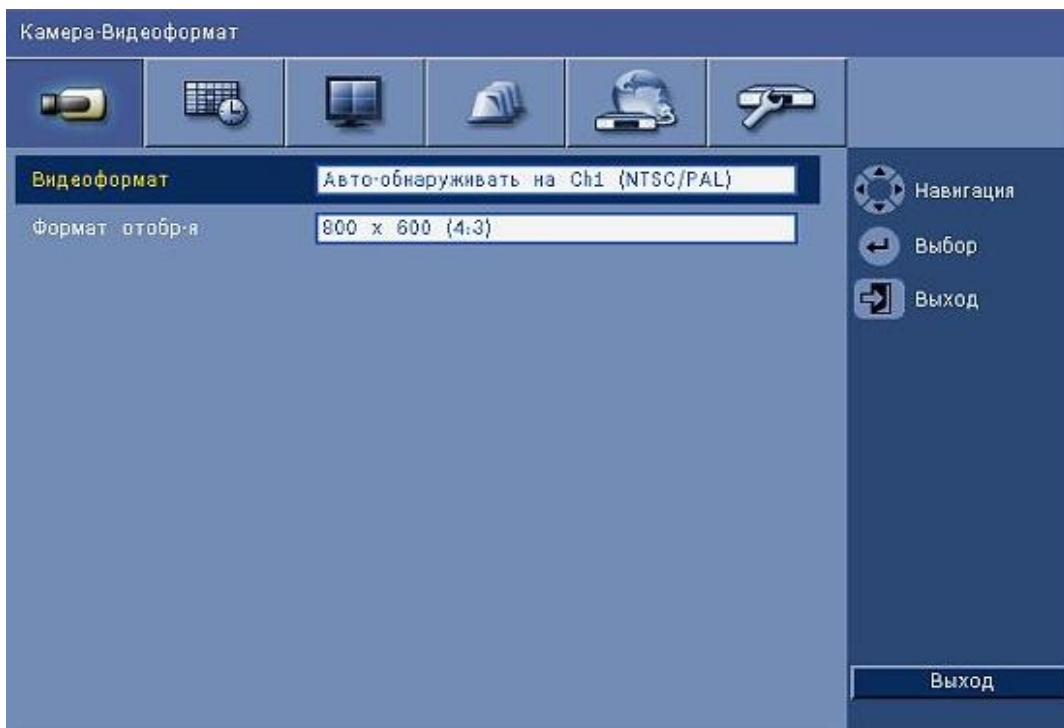 Камера-Видеоформат
Видеоформат Авто-обнаруживать на Ch1 (NTSC/PAL)
Формат отобр-я 800 x 600 (4:3)
Навигация
Выбор
Выход
Выход